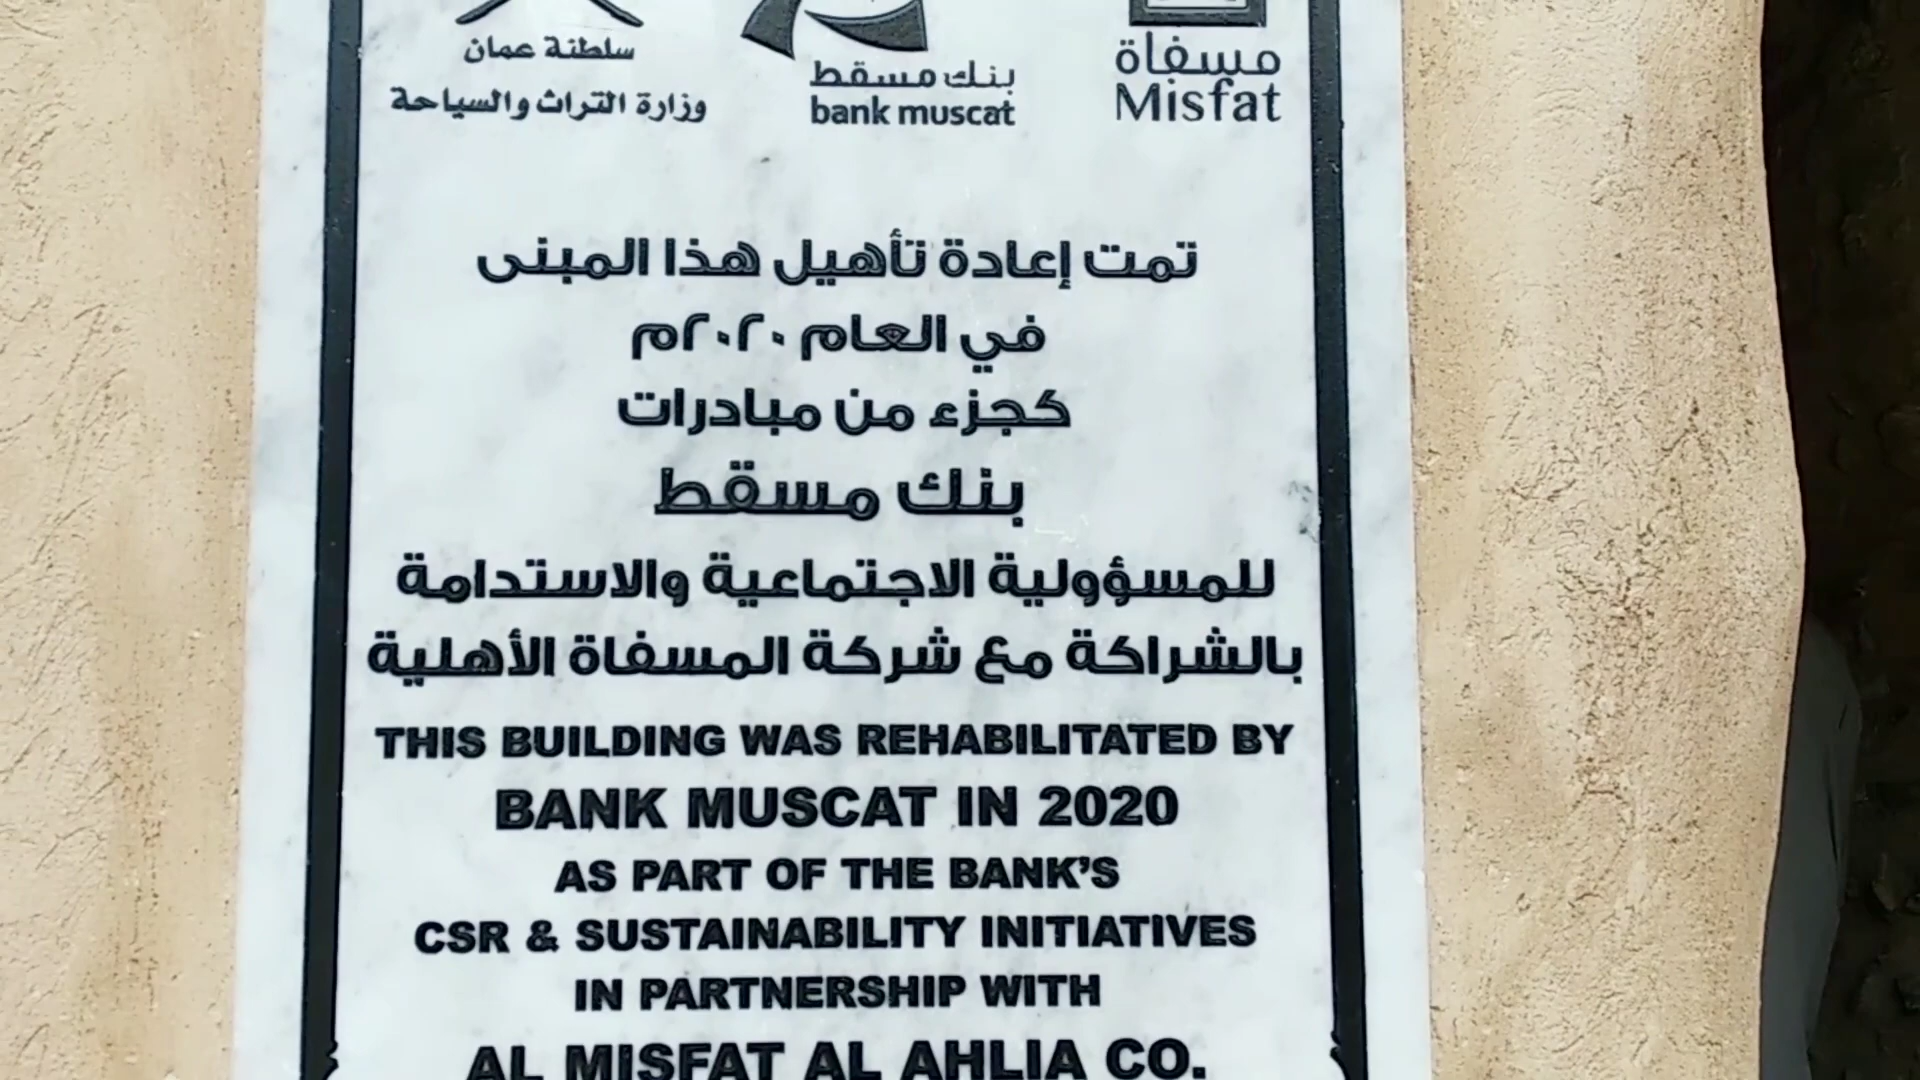 سلطنة عمان
وزارة التراث والسياحة
بنك مسقط
bank muscat
مسفاة
Misfat
تمت إعادة تأهيل هذا المبنى
في العام ٢٠٢٠م
كجزء من مبادرات
بنك مسقط
للمسؤولية الاجتماعية والاستدامة
بالشراكة مع شركة المسفاة الأهلية
THIS BUILDING WAS REHABILITATED BY
BANK MUSCAT IN 2020
AS PART OF THE BANK’S
CSR & SUSTAINABILITY INITIATIVES
IN PARTNERSHIP WITH
AL MISFAT AL AHLIA CO.